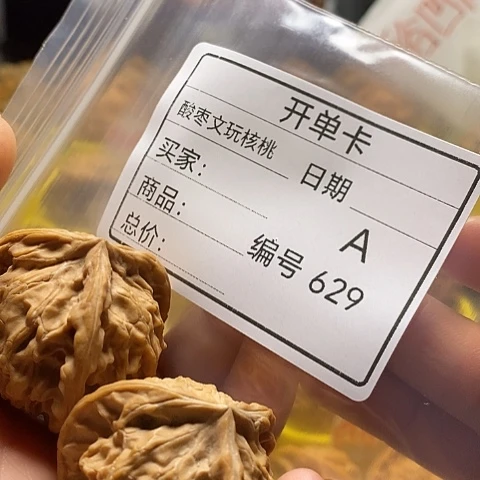 开单卡
酸枣文玩核桃 日期
买家：
商品： A
总价： 编号 629